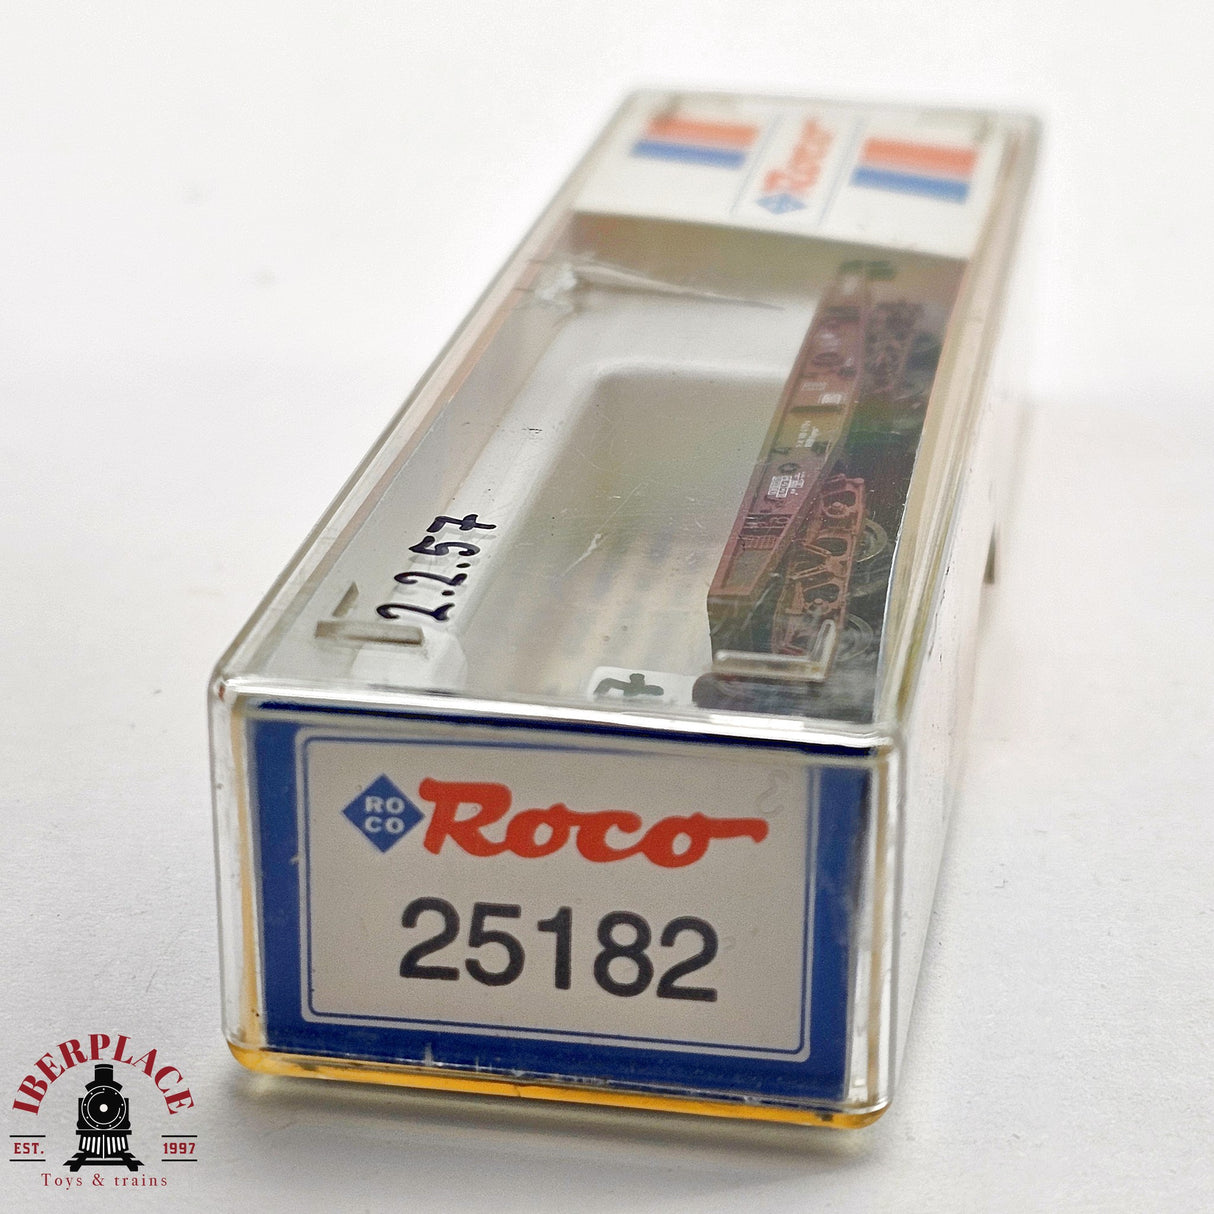 Roco
2.2.57
RO
CO
Roco
25182
IBERPLACE
EST. 1997
Toys & trains